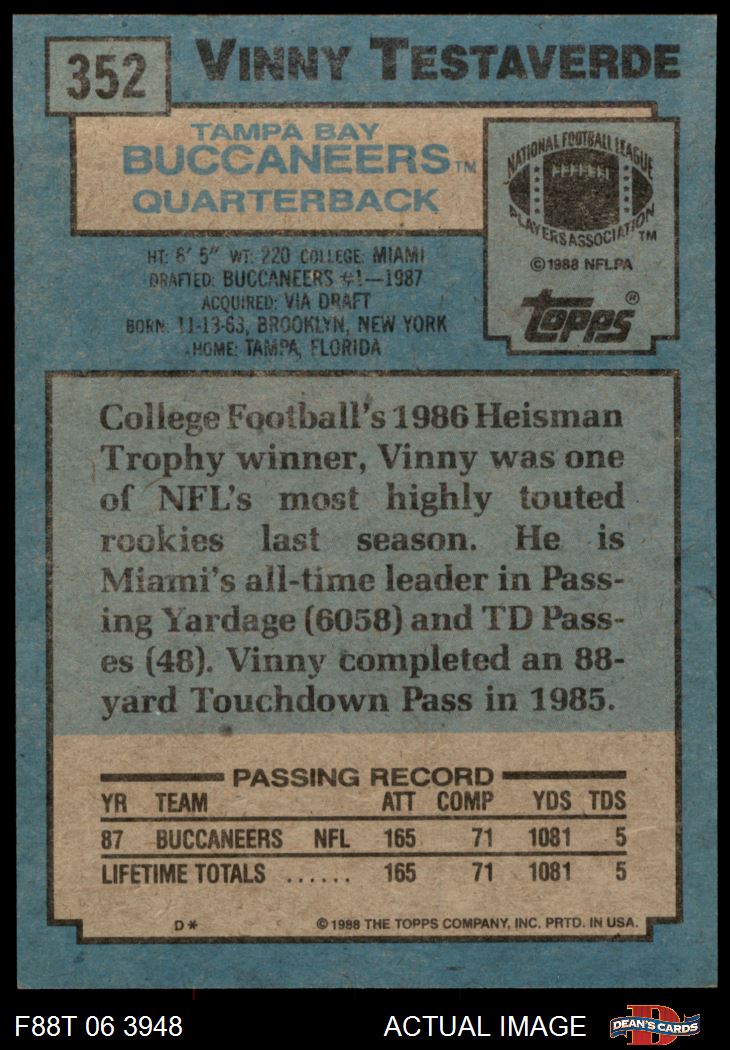 352
VINNY TESTAVERDE
TAMPA BAY
BUCCANEERS™
QUARTERBACK
NATIONAL FOOTBALL LEAGUE
PLAYERS ASSOCIATION ™
©1988 NFLPA
topps®
HT: 6' 5" WT: 220 COLLEGE: MIAMI
DRAFTED: BUCCANEERS #1—1987
ACQUIRED: VIA DRAFT
BORN: 11-13-63, BROOKLYN, NEW YORK
HOME: TAMPA, FLORIDA
College Football's 1986 Heisman
Trophy winner, Vinny was one
of NFL's most highly touted
rookies last season. He is
Miami's all-time leader in Pass-
ing Yardage (6058) and TD Pass-
es (48). Vinny completed an 88-
yard Touchdown Pass in 1985.
PASSING RECORD
YR TEAM ATT COMP YDS TDS
87 BUCCANEERS NFL 165 71 1081 5
LIFETIME TOTALS ...... 165 71 1081 5
D* ©1988 THE TOPPS COMPANY, INC. PRTD. IN USA.
F88T 06 3948 ACTUAL IMAGE DEAN'S CARDS